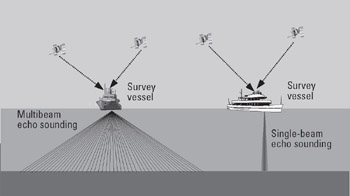 Survey
vessel
Multibeam
echo sounding
Survey
vessel
Single-beam
echo sounding